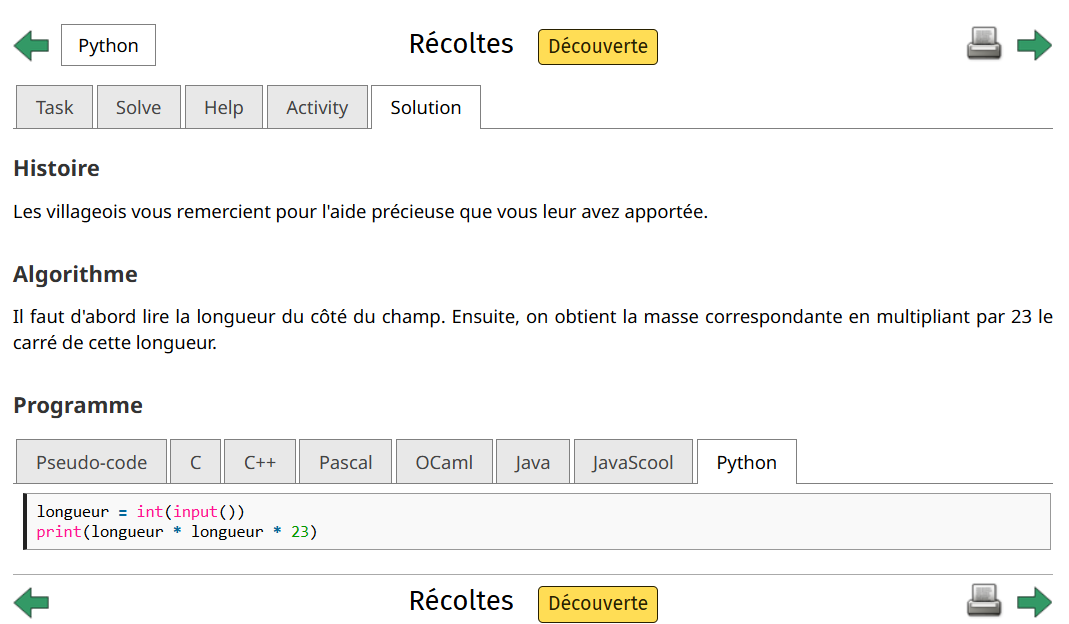 Python Récoltes Découverte
Task Solve Help Activity Solution
Histoire
Les villageois vous remercient pour l'aide précieuse que vous leur avez apportée.
Algorithme
Il faut d'abord lire la longueur du côté du champ. Ensuite, on obtient la masse correspondante en multipliant par 23 le
carré de cette longueur.
Programme
Pseudo-code C C++ Pascal OCaml Java JavaScool Python
longueur = int(input())
print(longueur * longueur * 23)
Récoltes Découverte